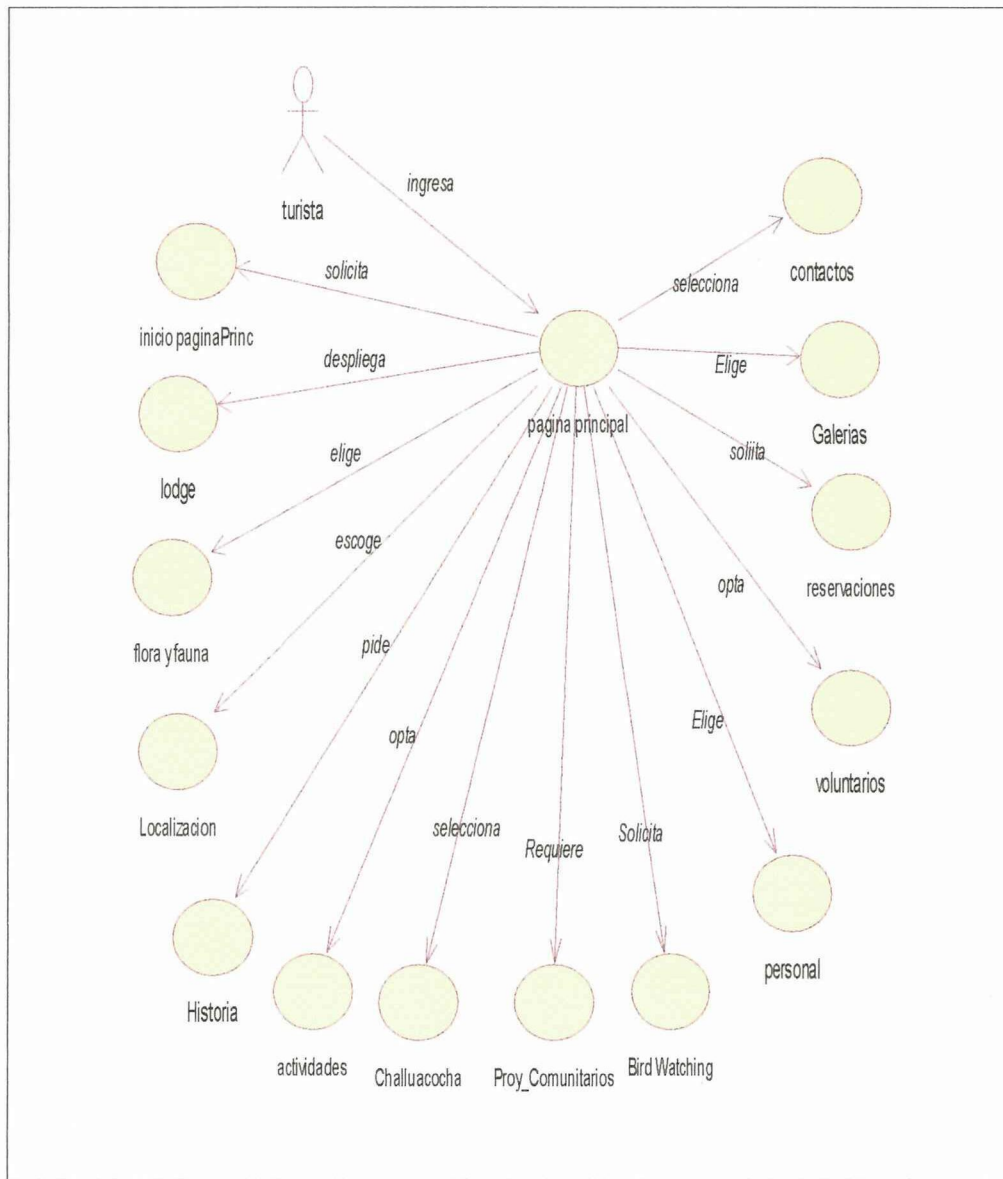 turista
ingresa
contactos
selecciona
solicita
inicio paginaPrinc
despliega
Elige
Galerias
pagina principal
soliita
elige
lodge
reservaciones
escoge
opta
flora y fauna
pide
Elige
voluntarios
opta
Localizacion
selecciona
Requiere
Solicita
personal
Historia
actividades
Challuacocha
Proy_Comunitarios
Bird Watching